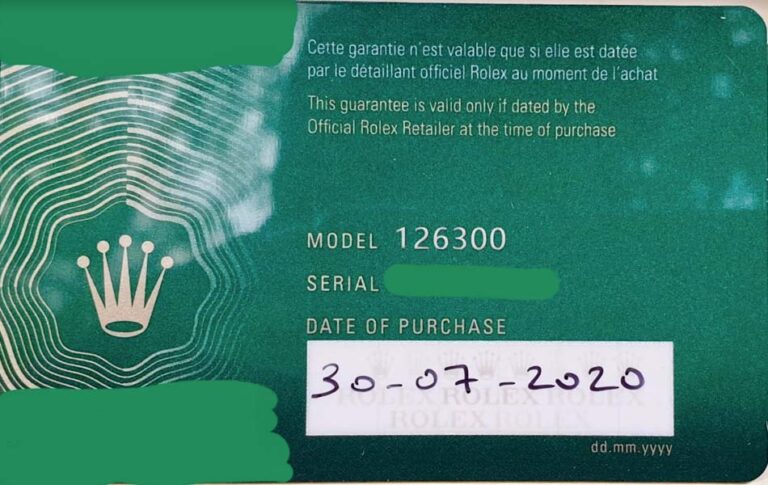 Cette garantie n'est valable que si elle est datée
par le détaillant officiel Rolex au moment de l'achat
This guarantee is valid only if dated by the
Official Rolex Retailer at the time of purchase
MODEL 126300
SERIAL
DATE OF PURCHASE
30-07-2020
ROLEX ROLEX ROLEX
ROLEX ROLEX
dd.mm.yyyy